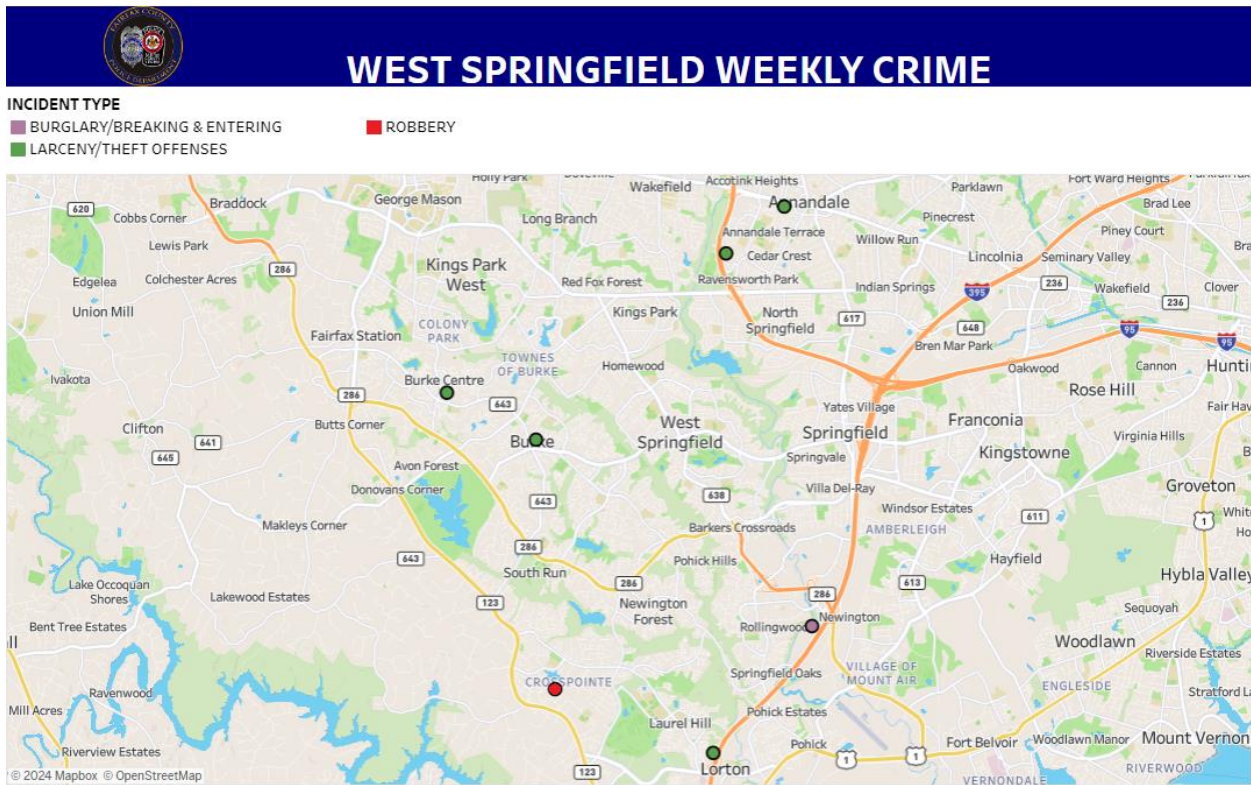 FAIRFAX COUNTY
POLICE DEPARTMENT
WEST SPRINGFIELD WEEKLY CRIME
INCIDENT TYPE
BURGLARY/BREAKING & ENTERING
ROBBERY
LARCENY/THEFT OFFENSES
Holly Park
Wakefield
Accotink Heights
Parklawn
Fort Ward Heights
620
Cobbs Corner
Braddock
George Mason
Long Branch
Annandale
Pinecrest
Brad Lee
Lewis Park
Annandale Terrace
Willow Run
Piney Court
286
Kings Park
West
Cedar Crest
Lincolnia
Seminary Valley
Edgelea
Colchester Acres
Red Fox Forest
Ravensworth Park
Indian Springs
395
236
Wakefield
Clover
236
Union Mill
COLONY
PARK
Kings Park
North
Springfield
617
648
95
95
Fairfax Station
TOWNES
OF BURKE
Homewood
Bren Mar Park
Oakwood
Cannon
Ivakota
Burke Centre
286
643
Rose Hill
Yates Village
Clifton
641
Butts Corner
Burke
West
Springfield
Springfield
Franconia
Virginia Hills
645
Avon Forest
Springvale
Kingstowne
Donovans Corner
643
638
Villa Del-Ray
Groveton
Windsor Estates
Makleys Corner
Barkers Crossroads
AMBERLEIGH
611
1
643
286
South Run
Pohick Hills
Hayfield
Lake Occoquan
Shores
Lakewood Estates
123
286
286
613
Hybla Valley
Bent Tree Estates
Newington
Forest
Rollingwood
Newington
Sequoyah
Woodlawn
Riverside Estates
Ravenwood
CROSSPOINTE
Springfield Oaks
VILLAGE OF
MOUNT AIR
ENGLESIDE
Mill Acres
Laurel Hill
Pohick Estates
Riverview Estates
Pohick
1
1
Fort Belvoir
Woodlawn Manor
Mount Vernon
© 2024 Mapbox © OpenStreetMap
123
Lorton
VERNONDALE
RIVERWOOD